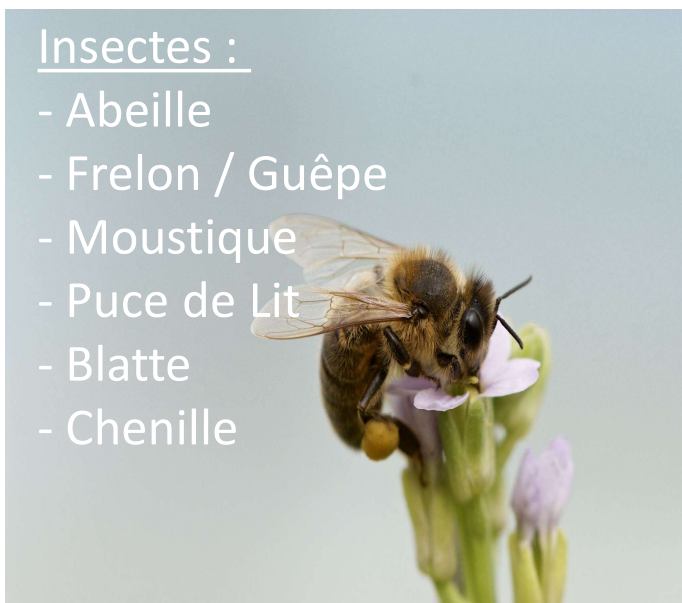 Insectes :
- Abeille
- Frelon / Guêpe
- Moustique
- Puce de Lit
- Blatte
- Chenille